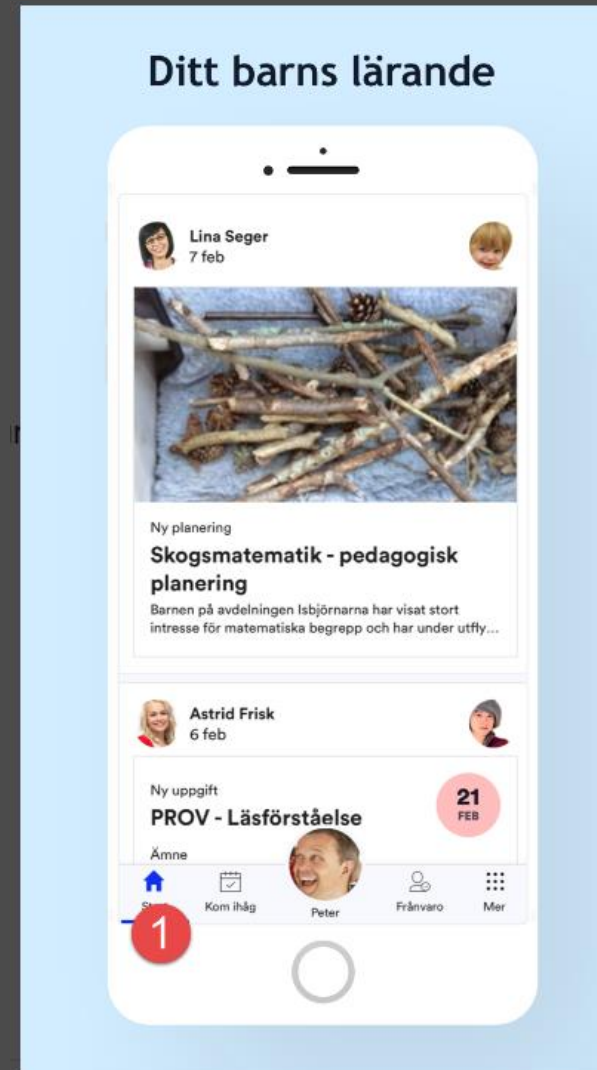 Ditt barns lärande
Lina Seger
7 feb
Ny planering
Skogsmatematik - pedagogisk
planering
Barnen på avdelningen Isbjörnarna har visat stort
intresse för matematiska begrepp och har under utfly...
Astrid Frisk
6 feb
Ny uppgift
21
FEB
PROV - Läsförståelse
Ämne
Kom ihåg
Peter
Frånvaro
Mer
1